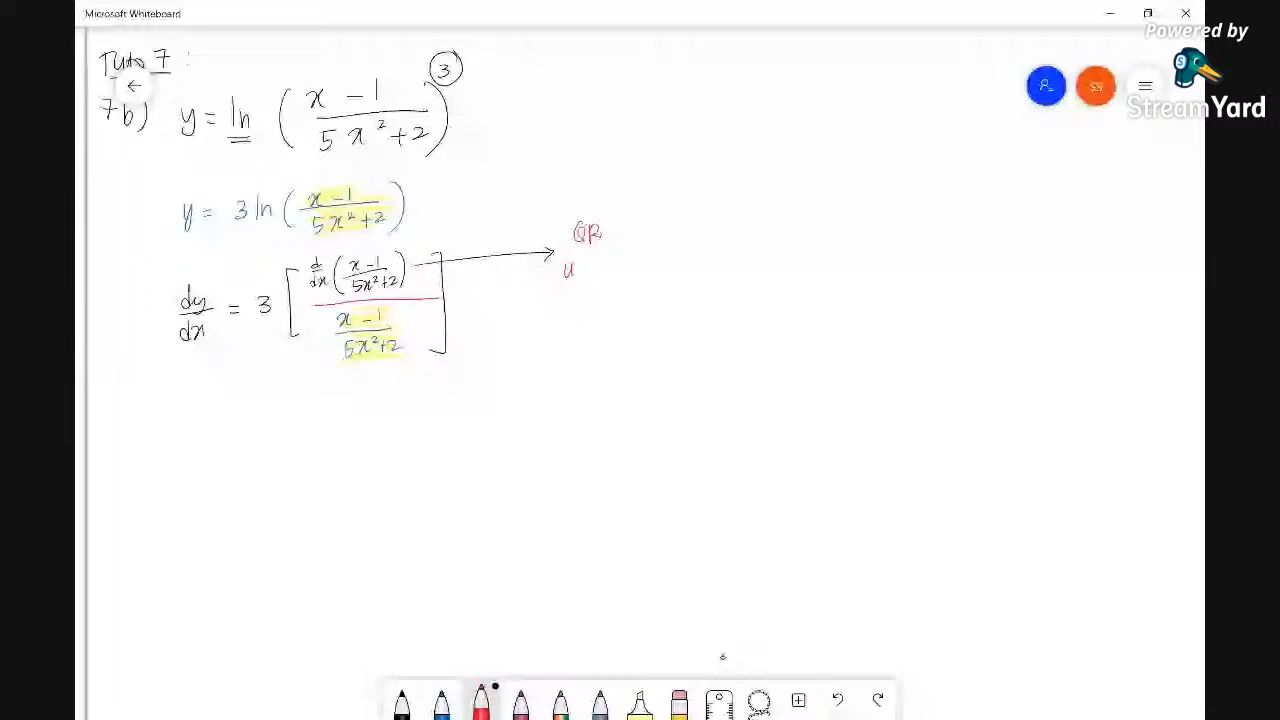 Microsoft Whiteboard
Powered by
StreamYard
Tuto 7 :
7b) y = ln ( x - 1 / 5x² + 2 )³
y = 3 ln ( x - 1 / 5x² + 2 )
dy/dx = 3 [ d/dx ( x - 1 / 5x² + 2 ) / x - 1 / 5x² + 2 ]
QR
u